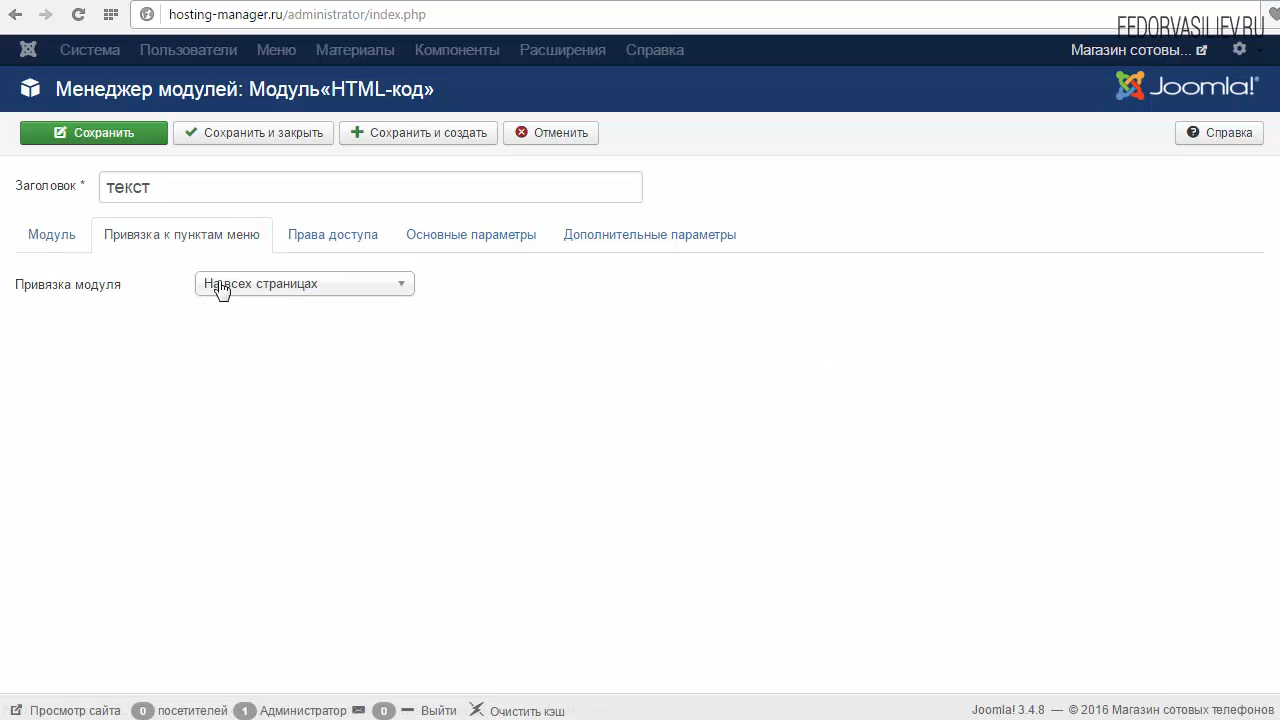 hosting-manager.ru/administrator/index.php
FEDORVASILIEV.RU
Система Пользователи Меню Материалы Компоненты Расширения Справка Магазин сотовы...
Менеджер модулей: Модуль«HTML-код» Joomla!
Сохранить Сохранить и закрыть Сохранить и создать Отменить Справка
Заголовок * текст
Модуль Привязка к пунктам меню Права доступа Основные параметры Дополнительные параметры
Привязка модуля На всех страницах
Просмотр сайта 0 посетителей 1 Администратор 0 Выйти Очистить кэш Joomla! 3.4.8 — © 2016 Магазин сотовых телефонов